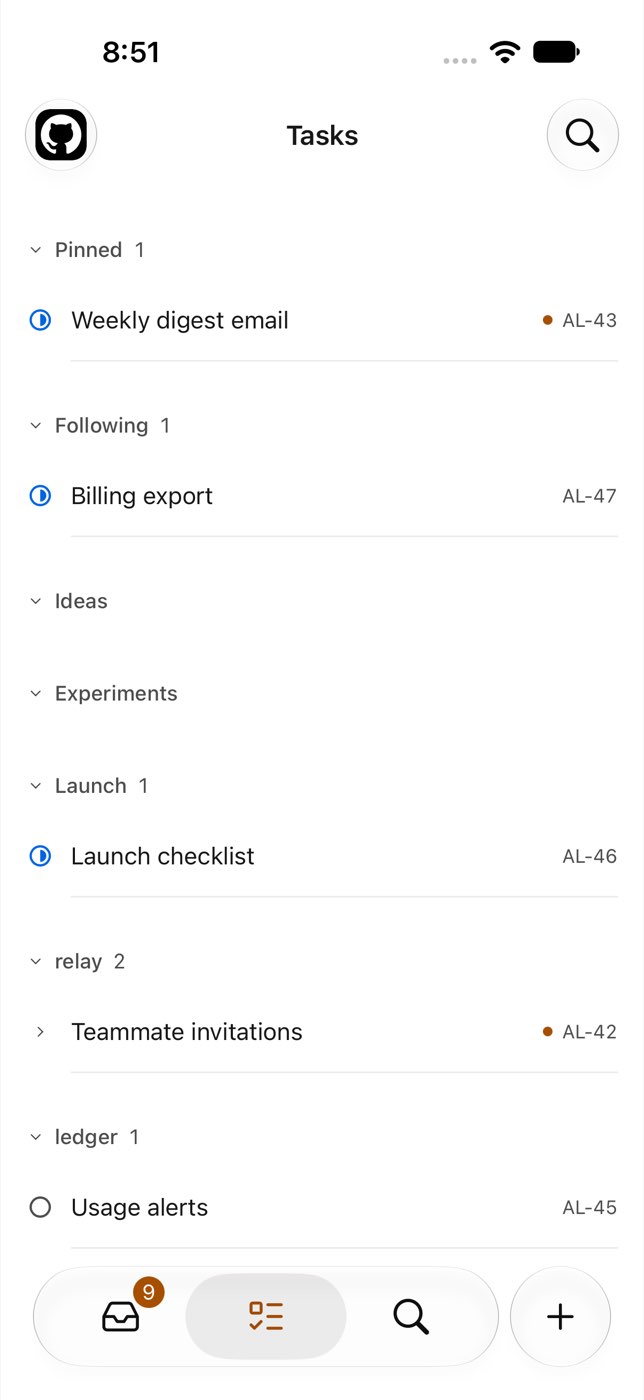 8:51
Tasks
Pinned 1
Weekly digest email AL-43
Following 1
Billing export AL-47
Ideas
Experiments
Launch 1
Launch checklist AL-46
relay 2
Teammate invitations AL-42
ledger 1
Usage alerts AL-45
9